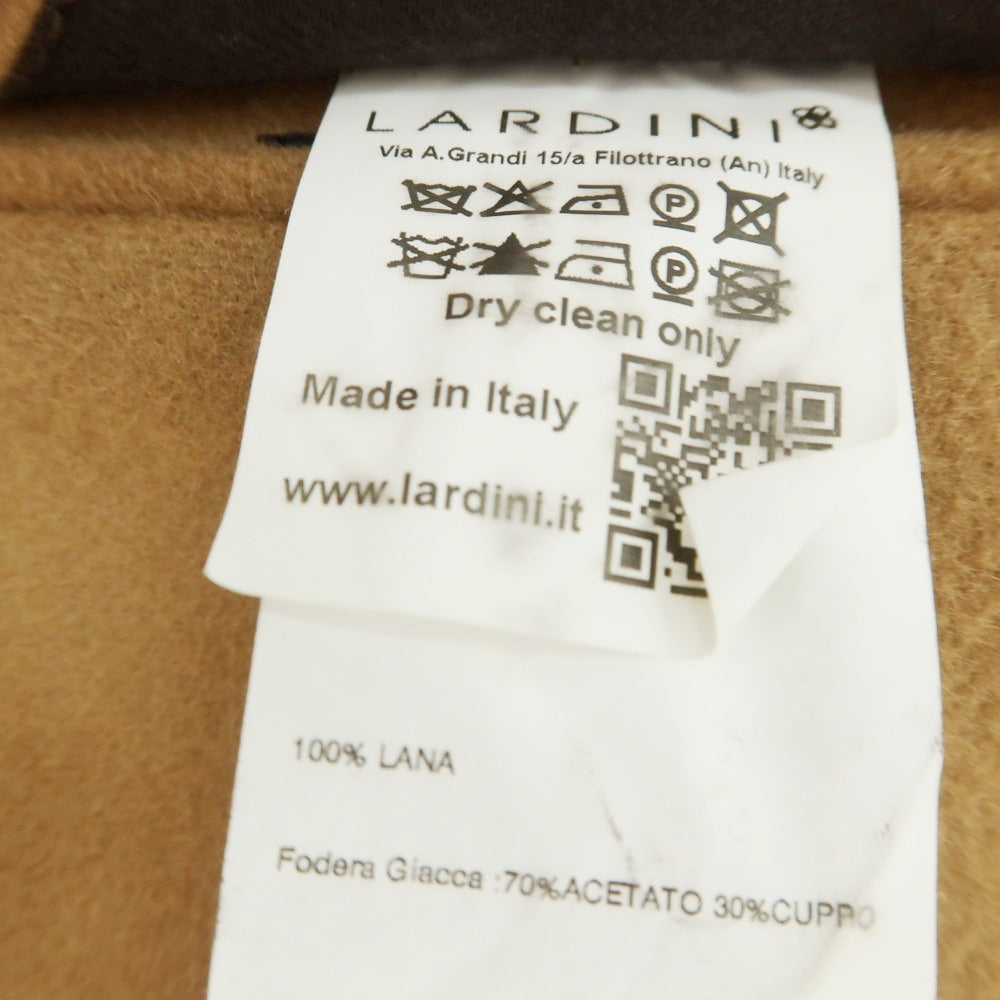 LARDINI
Via A.Grandi 15/a Filottrano (An) Italy
P
P
Dry clean only
Made in Italy
www.lardini.it
100% LANA
Fodera Giacca :70%ACETATO 30%CUPRO